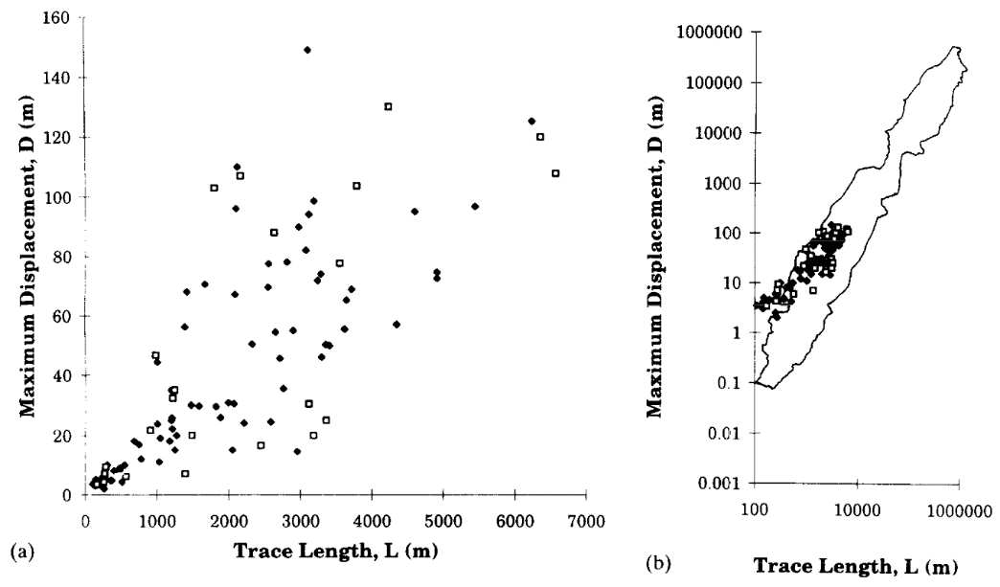 160
140
120
100
80
60
40
20
0
Maximum Displacement, D (m)
0 1000 2000 3000 4000 5000 6000 7000
Trace Length, L (m)
(a)
1000000
100000
10000
1000
100
10
1
0.1
0.01
0.001
Maximum Displacement, D (m)
100 10000 1000000
Trace Length, L (m)
(b)